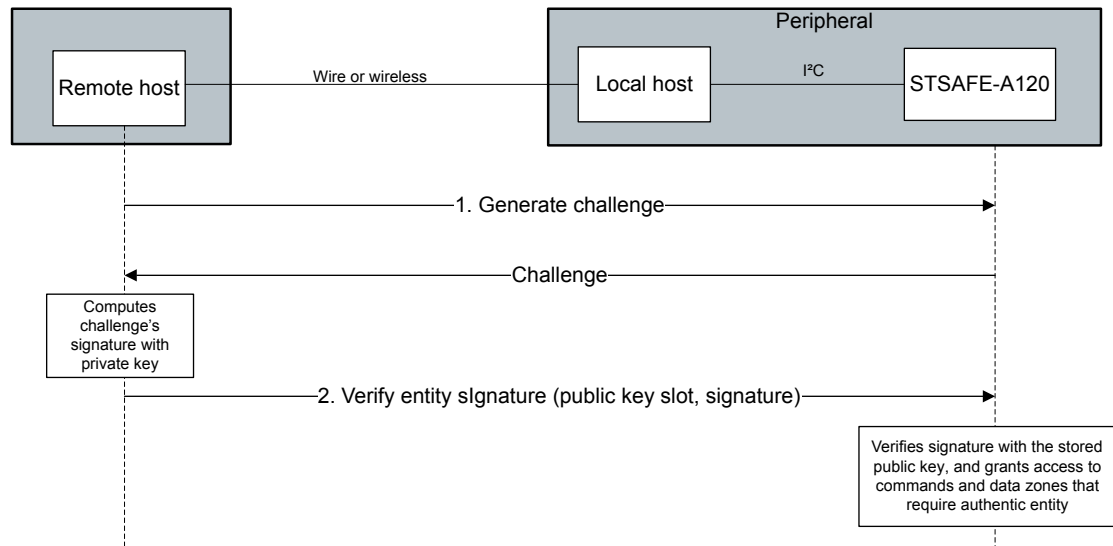 Peripheral
Remote host
Wire or wireless
Local host
I²C
STSAFE-A120
1. Generate challenge
Challenge
Computes
challenge’s
signature with
private key
2. Verify entity sIgnature (public key slot, signature)
Verifies signature with the stored
public key, and grants access to
commands and data zones that
require authentic entity